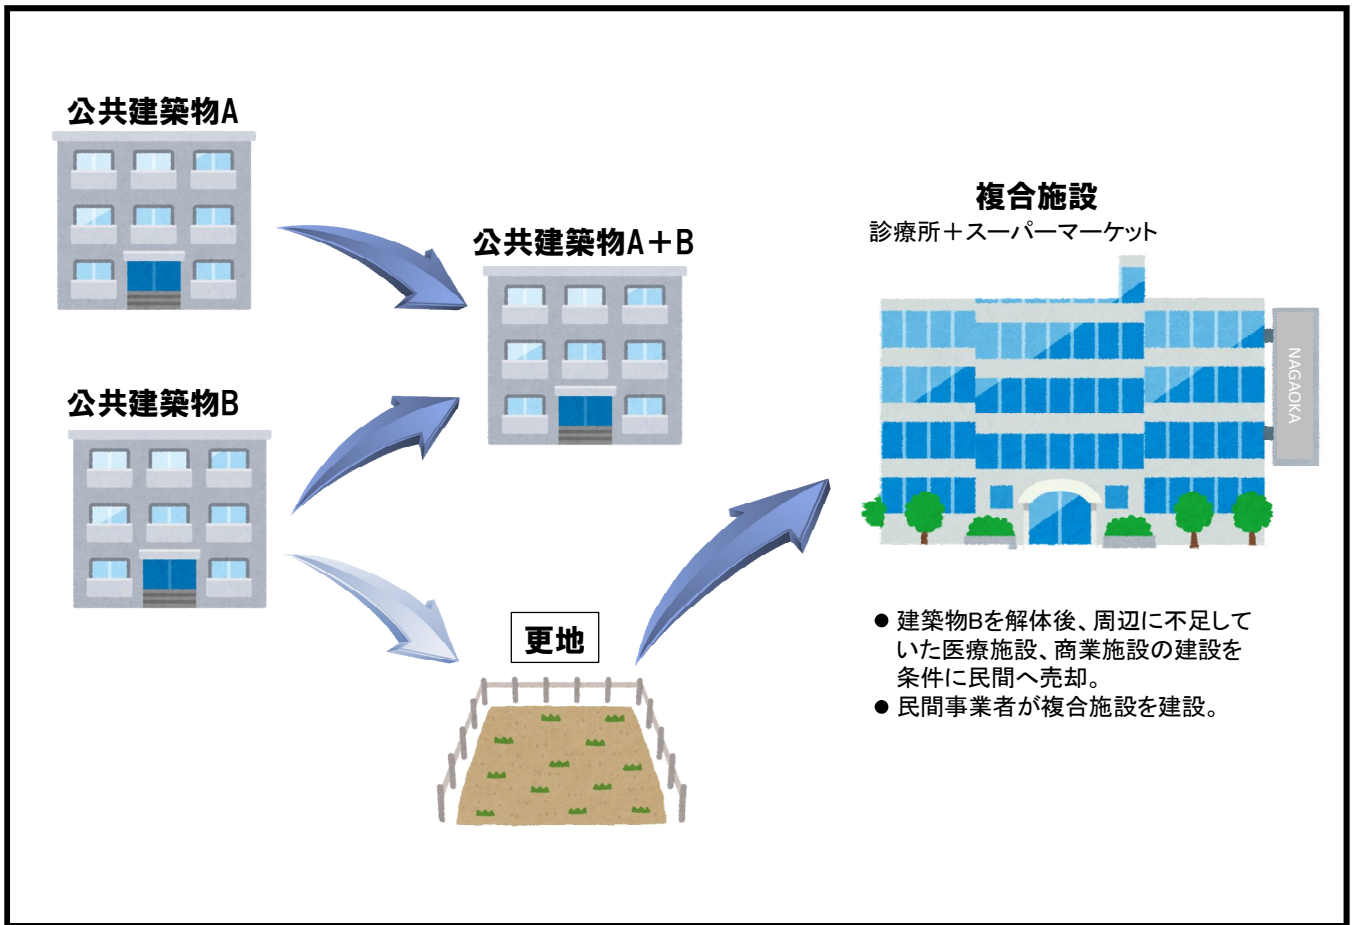 公共建築物A
公共建築物B
公共建築物A＋B
更地
複合施設
診療所＋スーパーマーケット
NAGAOKA
● 建築物Bを解体後、周辺に不足して
いた医療施設、商業施設の建設を
条件に民間へ売却。
● 民間事業者が複合施設を建設。